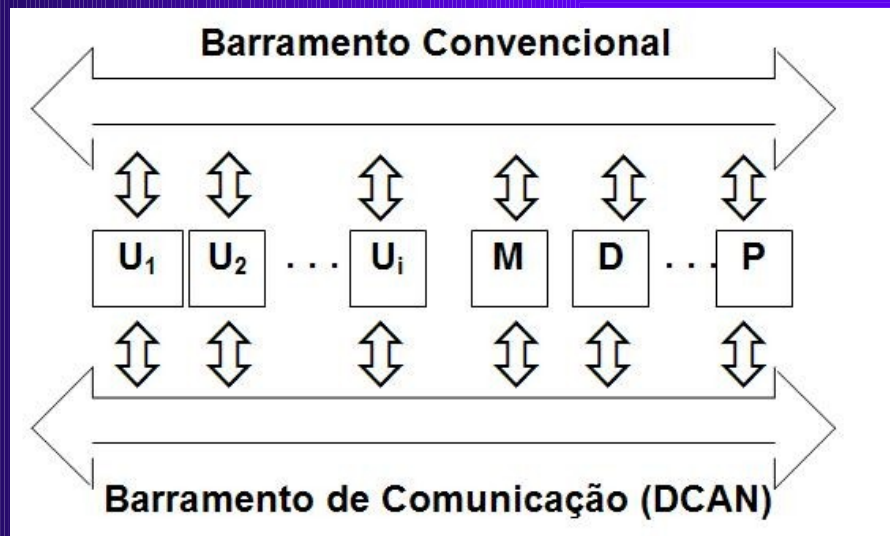 Barramento Convencional
U₁ U₂ . . . Uᵢ M D . . . P
Barramento de Comunicação (DCAN)